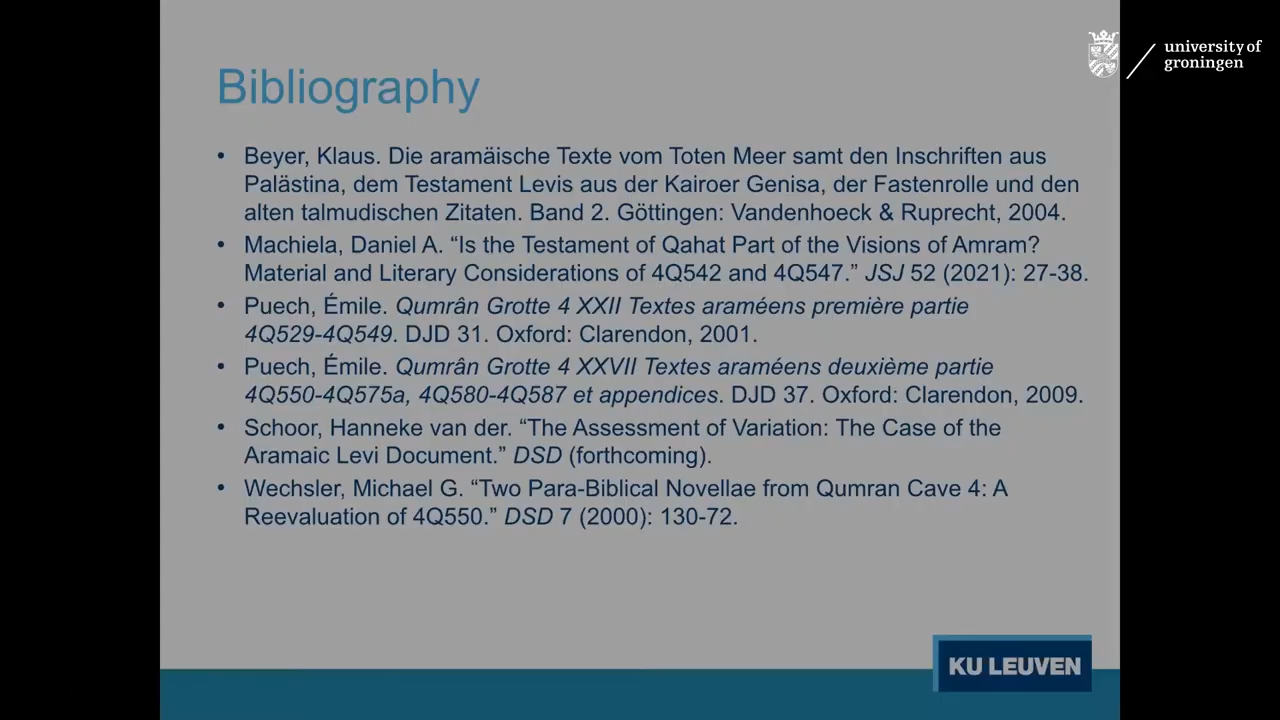 university of
groningen
Bibliography
• Beyer, Klaus. Die aramäische Texte vom Toten Meer samt den Inschriften aus
Palästina, dem Testament Levis aus der Kairoer Genisa, der Fastenrolle und den
alten talmudischen Zitaten. Band 2. Göttingen: Vandenhoeck & Ruprecht, 2004.
• Machiela, Daniel A. “Is the Testament of Qahat Part of the Visions of Amram?
Material and Literary Considerations of 4Q542 and 4Q547.” JSJ 52 (2021): 27-38.
• Puech, Émile. Qumrân Grotte 4 XXII Textes araméens première partie
4Q529-4Q549. DJD 31. Oxford: Clarendon, 2001.
• Puech, Émile. Qumrân Grotte 4 XXVII Textes araméens deuxième partie
4Q550-4Q575a, 4Q580-4Q587 et appendices. DJD 37. Oxford: Clarendon, 2009.
• Schoor, Hanneke van der. “The Assessment of Variation: The Case of the
Aramaic Levi Document.” DSD (forthcoming).
• Wechsler, Michael G. “Two Para-Biblical Novellae from Qumran Cave 4: A
Reevaluation of 4Q550.” DSD 7 (2000): 130-72.
KU LEUVEN